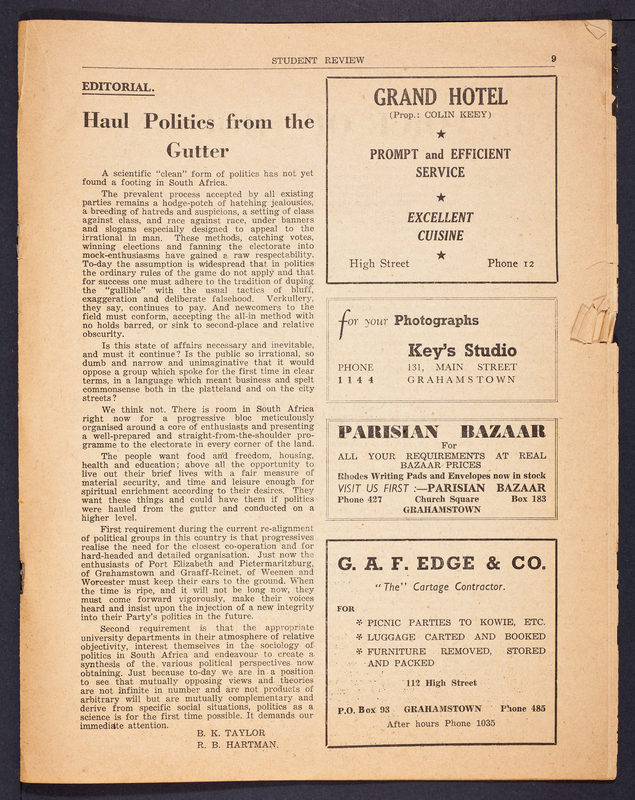 STUDENT REVIEW 9
EDITORIAL.
Haul Politics from the
Gutter
A scientific "clean" form of politics has not yet
found a footing in South Africa.
The prevalent process accepted by all existing
parties remains a hodge-potch of hatching jealousies,
a breeding of hatreds and suspicions, a setting of class
against class, and race against race, under banners
and slogans especially designed to appeal to the
irrational in man. These methods, catching votes,
winning elections and fanning the electorate into
mock-enthusiasms have gained a raw respectability.
To-day the assumption is widespread that in politics
the ordinary rules of the game do not apply and that
for success one must adhere to the tradition of duping
the "gullible" with the usual tactics of bluff,
exaggeration and deliberate falsehood. Verkullery,
they say, continues to pay. And newcomers to the
field must conform, accepting the all-in method with
no holds barred, or sink to second-place and relative
obscurity.
Is this state of affairs necessary and inevitable,
and must it continue? Is the public so irrational, so
dumb and narrow and unimaginative that it would
oppose a group which spoke for the first time in clear
terms, in a language which meant business and spelt
commonsense both in the platteland and on the city
streets?
We think not. There is room in South Africa
right now for a progressive bloc meticulously
organised around a core of enthusiasts and presenting
a well-prepared and straight-from-the-shoulder pro-
gramme to the electorate in every corner of the land.
The people want food and freedom, housing,
health and education; above all the opportunity to
live out their brief lives with a fair measure of
material security, and time and leisure enough for
spiritual enrichment according to their desires. They
want these things and could have them if politics
were hauled from the gutter and conducted on a
higher level.
First requirement during the current re-alignment
of political groups in this country is that progressives
realise the need for the closest co-operation and for
hard-headed and detailed organisation. Just now the
enthusiasts of Port Elizabeth and Pietermaritzburg,
of Grahamstown and Graaff-Reinet, of Weenen and
Worcester must keep their ears to the ground. When
the time is ripe, and it will not be long now, they
must come forward vigorously, make their voices
heard and insist upon the injection of a new integrity
into their Party's politics in the future.
Second requirement is that the appropriate
university departments in their atmosphere of relative
objectivity, interest themselves in the sociology of
politics in South Africa and endeavour to create a
synthesis of the various political perspectives now
obtaining. Just because to-day we are in a position
to see that mutually opposing views and theories
are not infinite in number and are not products of
arbitrary will but are mutually complementary and
derive from specific social situations, politics as a
science is for the first time possible. It demands our
immediate attention.
B. K. TAYLOR
R. B. HARTMAN.
GRAND HOTEL
(Prop.: COLIN KEEY)
PROMPT and EFFICIENT
SERVICE
EXCELLENT
CUISINE
High Street Phone 12
for your Photographs
Key's Studio
PHONE 131, MAIN STREET
1 1 4 4 GRAHAMSTOWN
PARISIAN BAZAAR
For
ALL YOUR REQUIREMENTS AT REAL
BAZAAR PRICES
Rhodes Writing Pads and Envelopes now in stock
VISIT US FIRST :—PARISIAN BAZAAR
Phone 427 Church Square Box 183
GRAHAMSTOWN
G. A. F. EDGE & CO.
"The" Cartage Contractor.
FOR
* PICNIC PARTIES TO KOWIE, ETC.
* LUGGAGE CARTED AND BOOKED
* FURNITURE REMOVED, STORED
AND PACKED
112 High Street
P.O. Box 93 GRAHAMSTOWN Phone 485
After hours Phone 1035